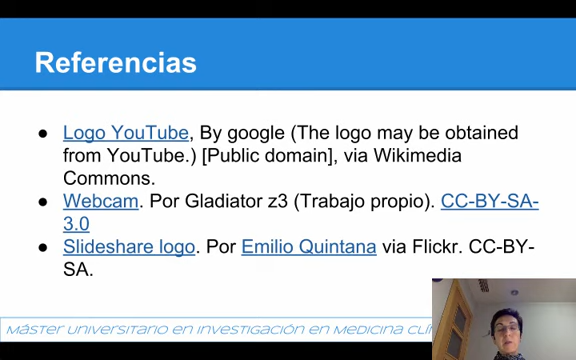 Referencias
● Logo YouTube, By google (The logo may be obtained
from YouTube.) [Public domain], via Wikimedia
Commons.
● Webcam. Por Gladiator z3 (Trabajo propio). CC-BY-SA-
3.0
● Slideshare logo. Por Emilio Quintana via Flickr. CC-BY-
SA.
Máster Universitario en Investigación en Medicina Clí